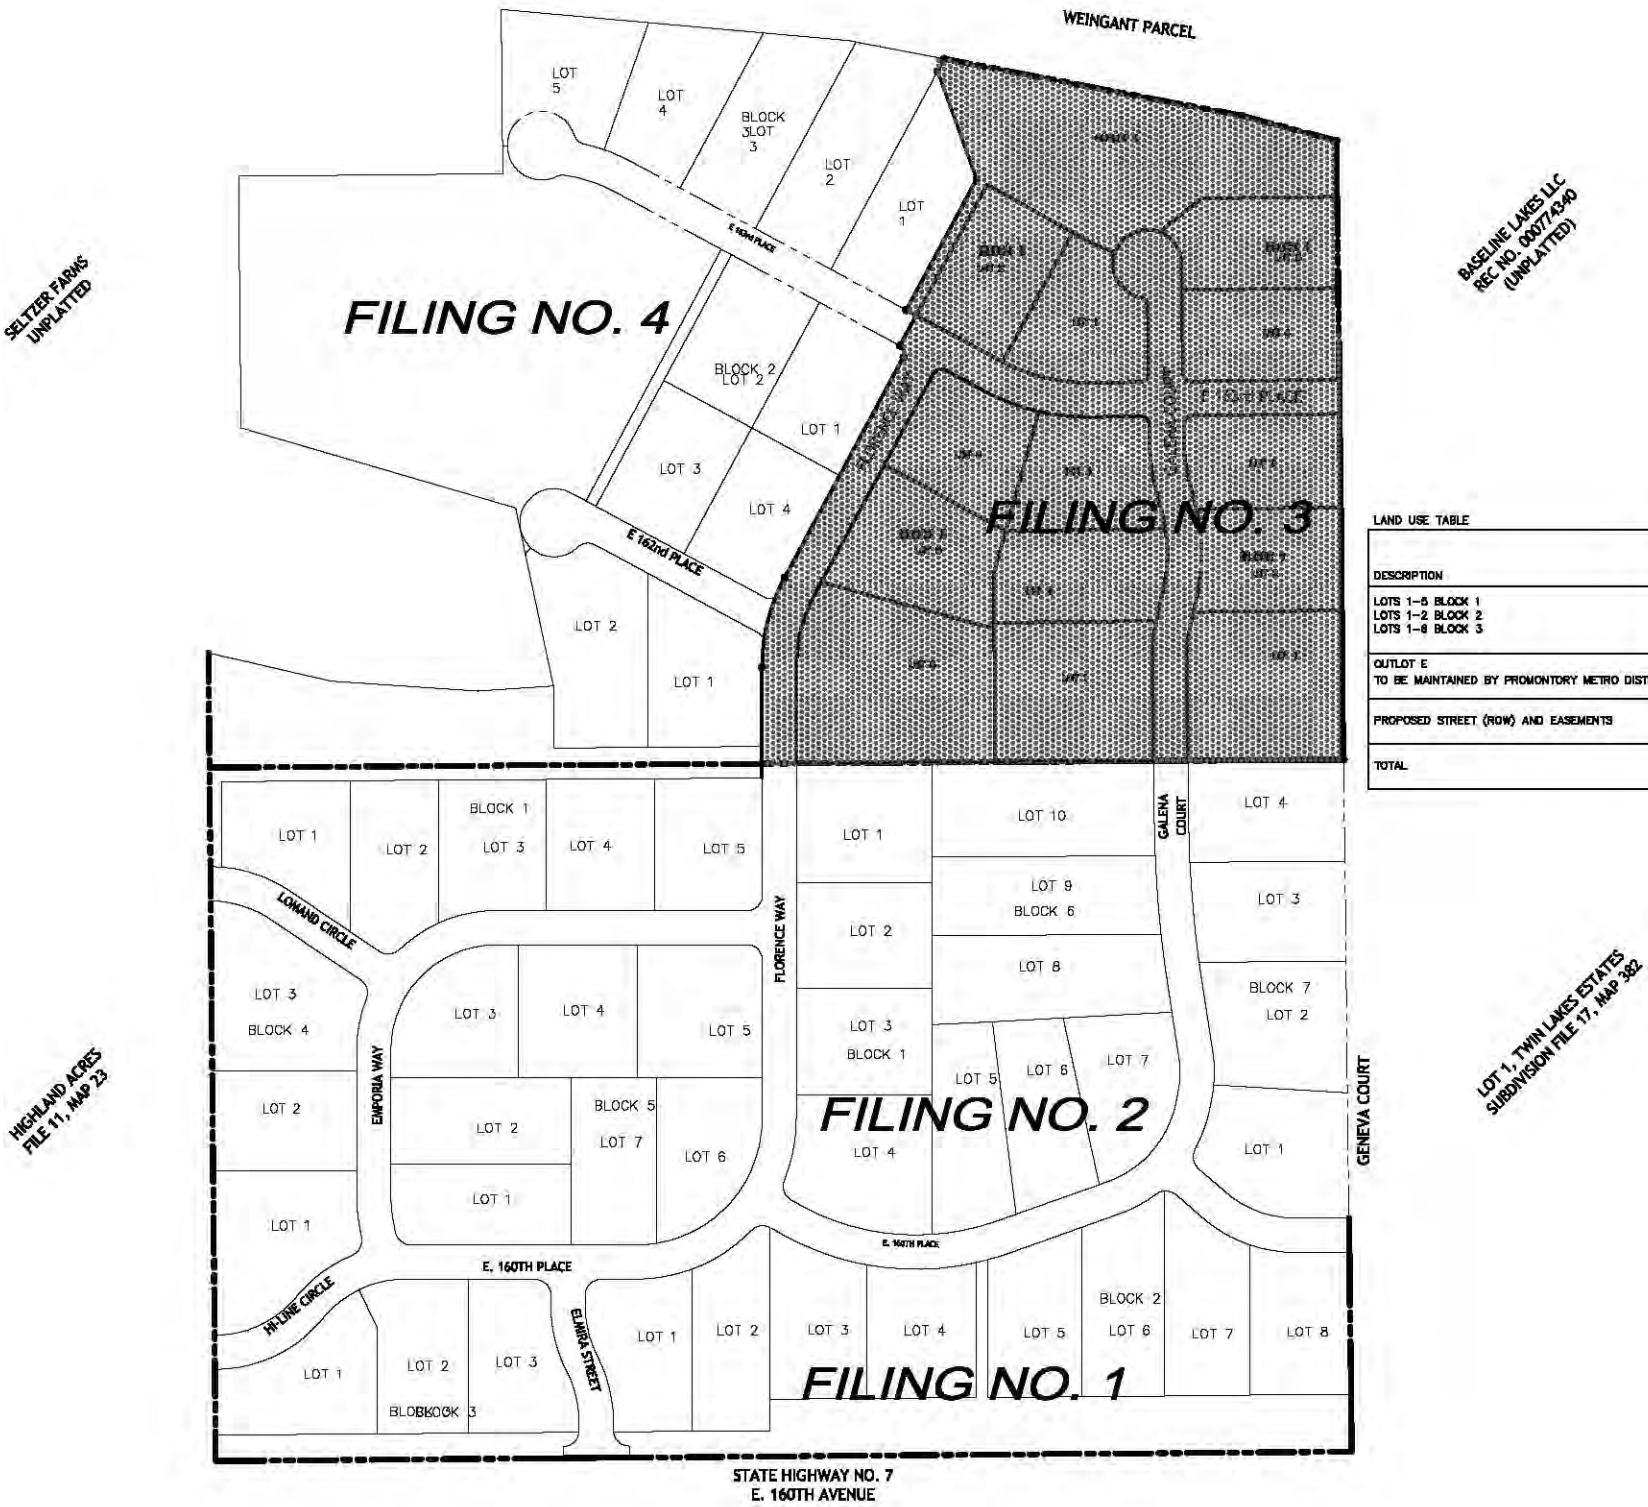 WEINGANT PARCEL
SELTZER FARMS
UNPLATTED
BASELINE LAKES LLC
REC NO. 000774340
(UNPLATTED)
LOT
5
LOT
4
BLOCK
3LOT
3
LOT
2
LOT
1
FILING NO. 4
BLOCK 2
LOT 2
LOT 1
LOT 3
LOT 4
E 162nd PLACE
LOT 2
LOT 1
FLORENCE WAY
GALENA COURT
FILING NO. 3
LAND USE TABLE
DESCRIPTION
LOTS 1-5 BLOCK 1
LOTS 1-2 BLOCK 2
LOTS 1-8 BLOCK 3
OUTLOT E
TO BE MAINTAINED BY PROMONTORY METRO DIST
PROPOSED STREET (ROW) AND EASEMENTS
TOTAL
BLOCK 1
LOT 1
LOT 2
LOT 3
LOT 4
LOT 5
LOMAND CIRCLE
FLORENCE WAY
LOT 1
LOT 10
GALENA
COURT
LOT 4
LOT 9
BLOCK 6
LOT 3
LOT 2
LOT 8
LOT 3
BLOCK 4
LOT 3
LOT 4
LOT 5
LOT 3
BLOCK 1
BLOCK 7
LOT 2
EMPORIA WAY
LOT 5
LOT 6
LOT 7
LOT 2
LOT 2
BLOCK 5
LOT 7
LOT 6
FILING NO. 2
LOT 4
LOT 1
GENEVA COURT
LOT 1, TWIN LAKES ESTATES
SUBDIVISION FILE 17, MAP 382
HIGHLAND ACRES
FILE 11, MAP 23
LOT 1
LOT 1
E. 160TH PLACE
E. 160TH PLACE
HI-LINE CIRCLE
ELMIRA STREET
LOT 1
LOT 2
LOT 3
BLOCK 3
LOT 1
LOT 2
LOT 3
LOT 4
LOT 5
BLOCK 2
LOT 6
LOT 7
LOT 8
FILING NO. 1
STATE HIGHWAY NO. 7
E. 160TH AVENUE